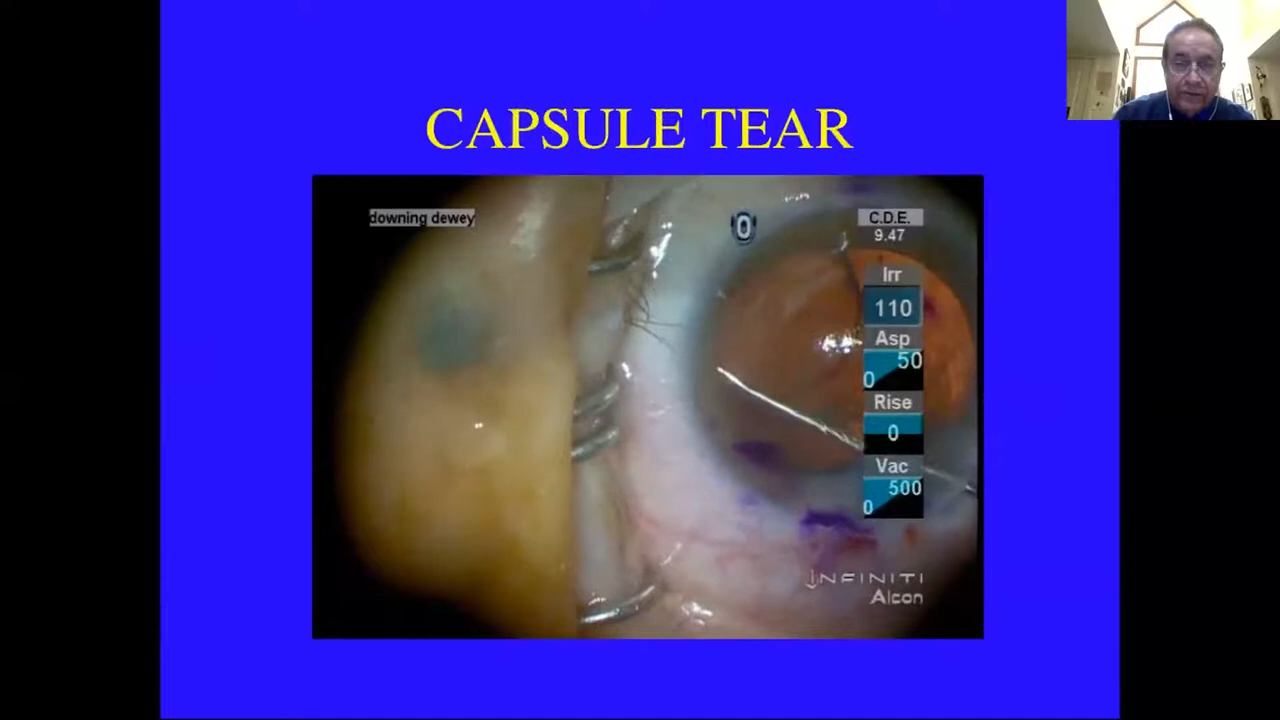 CAPSULE TEAR
downing dewey
0
C.D.E.
9.47
Irr
110
Asp
50
0
Rise
0
Vac
500
0
INFINITI
Alcon